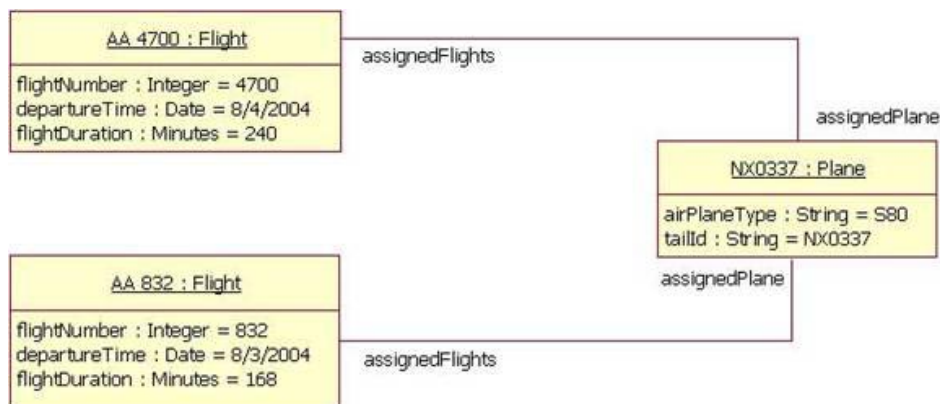 AA 4700 : Flight
flightNumber : Integer = 4700
departureTime : Date = 8/4/2004
flightDuration : Minutes = 240
assignedFlights
assignedPlane
NX0337 : Plane
airPlaneType : String = S80
tailId : String = NX0337
assignedPlane
AA 832 : Flight
flightNumber : Integer = 832
departureTime : Date = 8/3/2004
flightDuration : Minutes = 168
assignedFlights